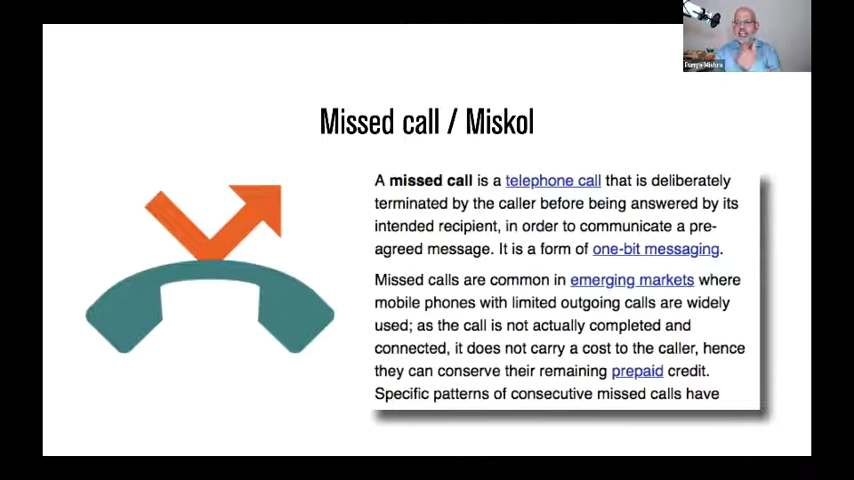 Punya Mishra
Missed call / Miskol
A missed call is a telephone call that is deliberately
terminated by the caller before being answered by its
intended recipient, in order to communicate a pre-
agreed message. It is a form of one-bit messaging.
Missed calls are common in emerging markets where
mobile phones with limited outgoing calls are widely
used; as the call is not actually completed and
connected, it does not carry a cost to the caller, hence
they can conserve their remaining prepaid credit.
Specific patterns of consecutive missed calls have